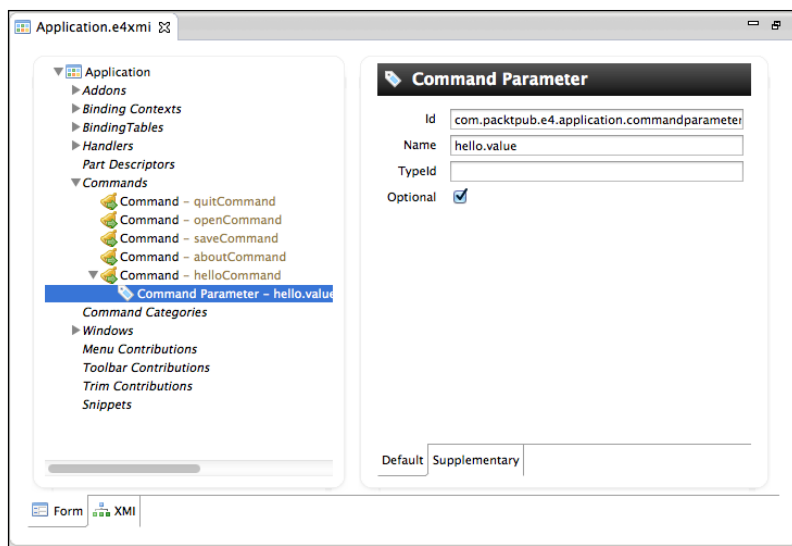 Application.e4xmi
Application
Addons
Binding Contexts
BindingTables
Handlers
Part Descriptors
Commands
Command – quitCommand
Command – openCommand
Command – saveCommand
Command – aboutCommand
Command – helloCommand
Command Parameter – hello.value
Command Categories
Windows
Menu Contributions
Toolbar Contributions
Trim Contributions
Snippets
Command Parameter
Id com.packtpub.e4.application.commandparameter
Name hello.value
TypeId
Optional
Default Supplementary
Form XMI